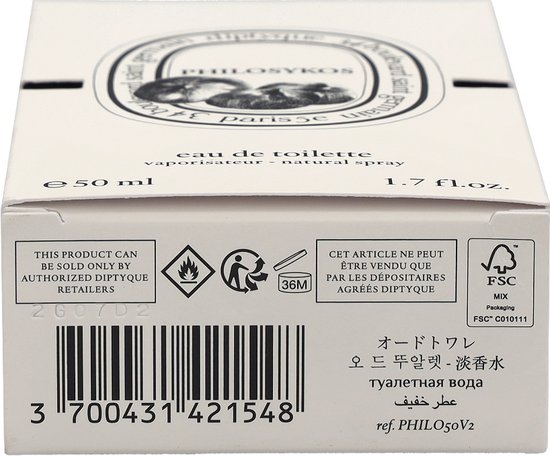 PHILOSYKOS
34 boulevard saint germain paris5e
eau de toilette
vaporisateur - natural spray
e 50 ml 1.7 fl.oz.
THIS PRODUCT CAN
BE SOLD ONLY BY
AUTHORIZED DIPTYQUE
RETAILERS
36M
CET ARTICLE NE PEUT
ÊTRE VENDU QUE
PAR LES DÉPOSITAIRES
AGRÉÉS DIPTYQUE
FSC
MIX
Packaging
FSC™ C010111
2G07D2
3 700431 421548
オードトワレ
오 드 뚜알렛 - 淡香水
туалетная вода
عطر خفيف
ref. PHILO50V2